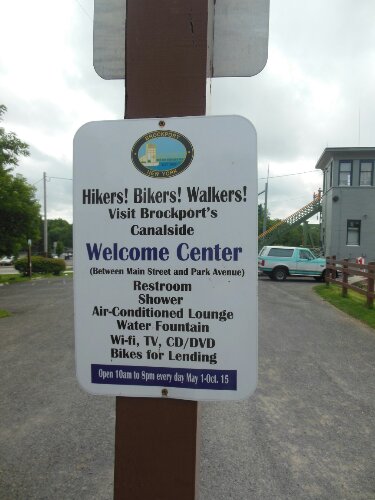 BROCKPORT
NEW YORK
Hikers! Bikers! Walkers!
Visit Brockport's
Canalside
Welcome Center
(Between Main Street and Park Avenue)
Restroom
Shower
Air-Conditioned Lounge
Water Fountain
Wi-fi, TV, CD/DVD
Bikes for Lending
Open 10am to 8pm every day May 1-Oct. 15